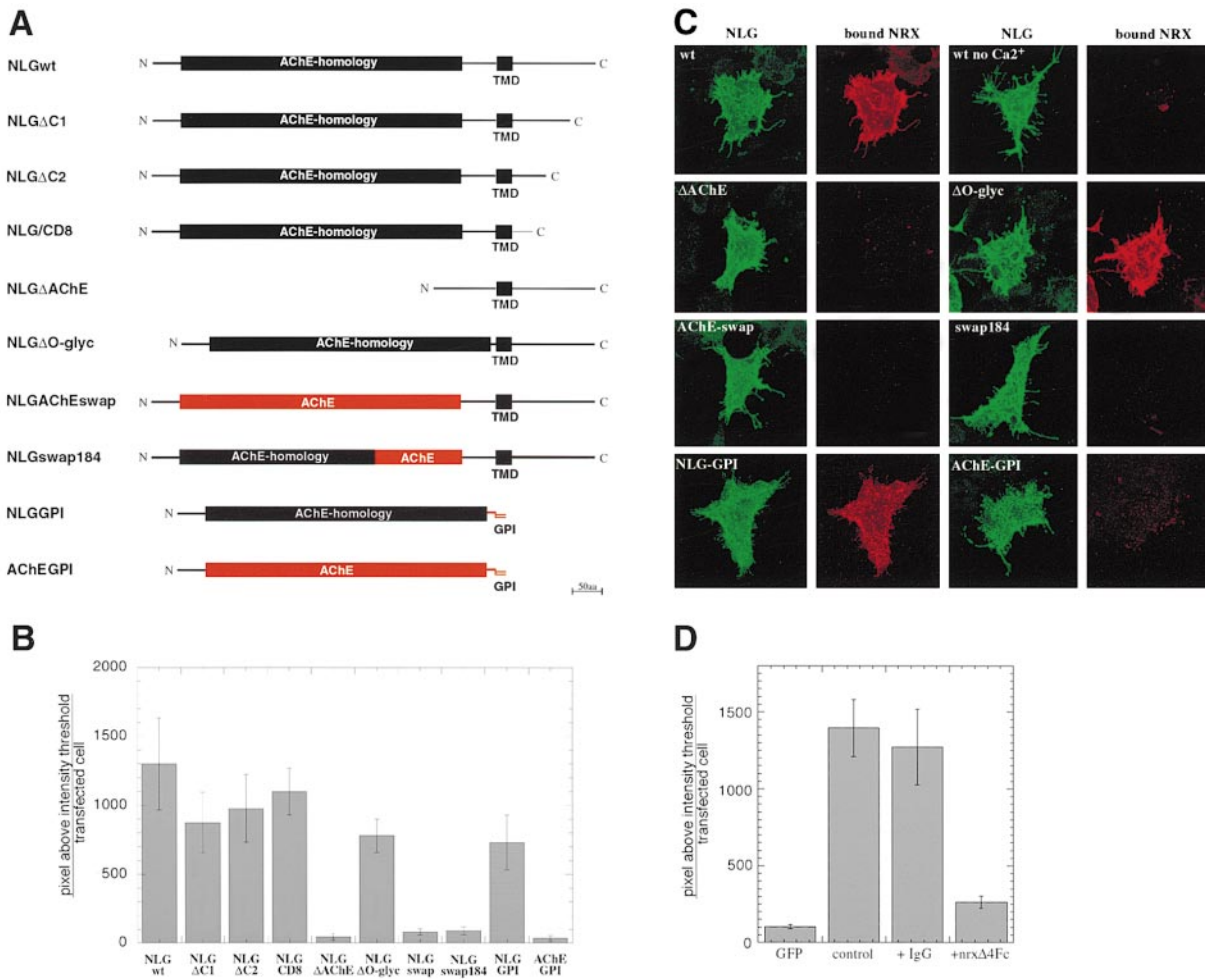 A
NLGwt
N
AChE-homology
TMD
C
NLGΔC1
N
AChE-homology
TMD
C
NLGΔC2
N
AChE-homology
TMD
C
NLG/CD8
N
AChE-homology
TMD
C
NLGΔAChE
N
TMD
C
NLGΔO-glyc
N
AChE-homology
TMD
C
NLGAChEswap
N
AChE
TMD
C
NLGswap184
N
AChE-homology
AChE
TMD
C
NLGGPI
N
AChE-homology
GPI
AChEGPI
N
AChE
GPI
50aa
B
pixel above intensity threshold
transfected cell
2000
1500
1000
500
0
NLG wt
NLG ΔC1
NLG ΔC2
NLG CD8
NLG ΔAChE
NLG ΔO-glyc
NLG swap
NLG swap184
NLG GPI
AChE GPI
C
NLG
bound NRX
NLG
bound NRX
wt
wt no Ca²⁺
ΔAChE
ΔO-glyc
AChE-swap
swap184
NLG-GPI
AChE-GPI
D
pixel above intensity threshold
transfected cell
1500
1000
500
0
GFP
control
+ IgG
+nrxΔ4Fc